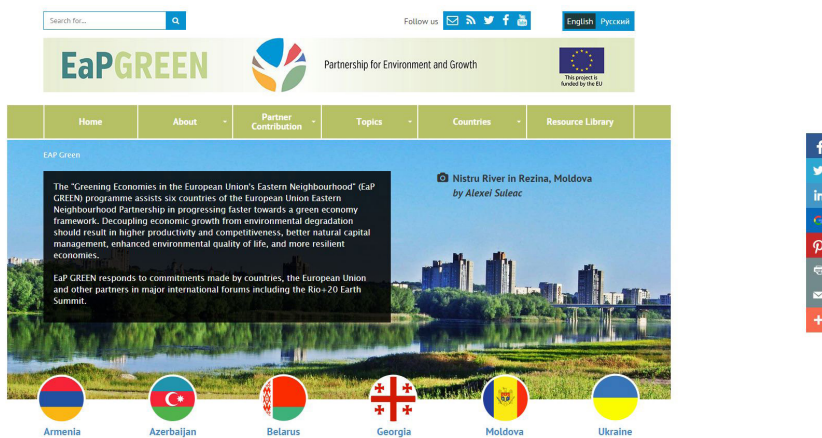 Search for...
Follow us
English Русский
EaPGREEN
Partnership for Environment and Growth
This project is
funded by the EU
Home
About
Partner
Contribution
Topics
Countries
Resource Library
EAP Green
Nistru River in Rezina, Moldova
by Alexei Suleac
The "Greening Economies in the European Union's Eastern Neighbourhood" (EaP
GREEN) programme assists six countries of the European Union Eastern
Neighbourhood Partnership in progressing faster towards a green economy
framework. Decoupling economic growth from environmental degradation
should result in higher productivity and competitiveness, better natural capital
management, enhanced environmental quality of life, and more resilient
economies.
EaP GREEN responds to commitments made by countries, the European Union
and other partners in major international forums including the Rio+20 Earth
Summit.
Armenia
Azerbaijan
Belarus
Georgia
Moldova
Ukraine